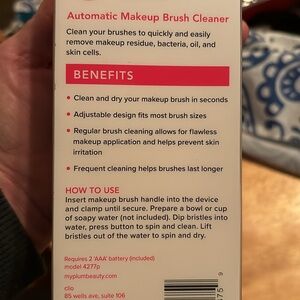 Automatic Makeup Brush Cleaner
Clean your brushes to quickly and easily
remove makeup residue, bacteria, oil, and
skin cells.
BENEFITS
• Clean and dry your makeup brush in seconds
• Adjustable design fits most brush sizes
• Regular brush cleaning allows for flawless
makeup application and helps prevent skin
irritation
• Frequent cleaning helps brushes last longer
HOW TO USE
Insert makeup brush handle into the device
and clamp until secure. Prepare a bowl or cup
of soapy water (not included). Dip bristles into
water, press button to spin and clean. Lift
bristles out of the water to spin and dry.
Requires 2 'AAA' battery (included)
model 4277p
myplumbeauty.com
clio
85 wells ave, suite 106
9